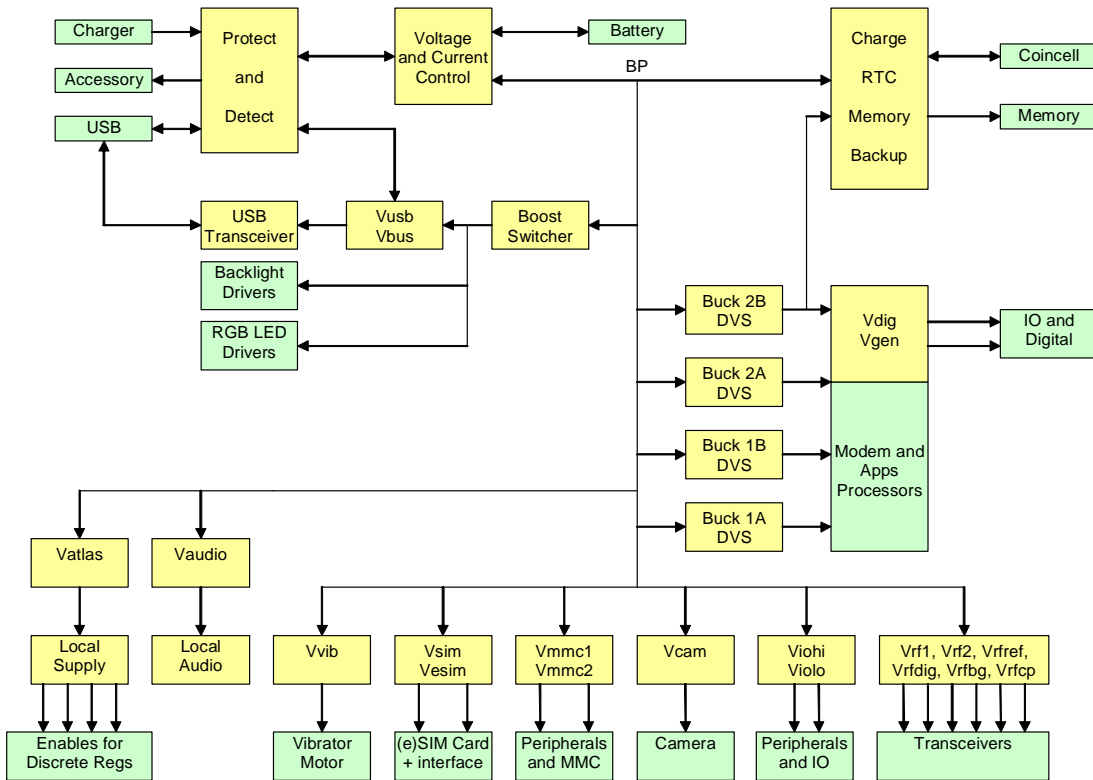 Charger
Accessory
USB
Protect
and
Detect
Voltage
and Current
Control
Battery
BP
Charge
RTC
Memory
Backup
Coincell
Memory
USB
Transceiver
Vusb
Vbus
Boost
Switcher
Backlight
Drivers
RGB LED
Drivers
Buck 2B
DVS
Vdig
Vgen
IO and
Digital
Buck 2A
DVS
Buck 1B
DVS
Modem and
Apps
Processors
Buck 1A
DVS
Vatlas
Vaudio
Local
Supply
Local
Audio
Vvib
Vsim
Vesim
Vmmc1
Vmmc2
Vcam
Viohi
Violo
Vrf1, Vrf2, Vrfref,
Vrfdig, Vrfbg, Vrfcp
Enables for
Discrete Regs
Vibrator
Motor
(e)SIM Card
+ interface
Peripherals
and MMC
Camera
Peripherals
and IO
Transceivers